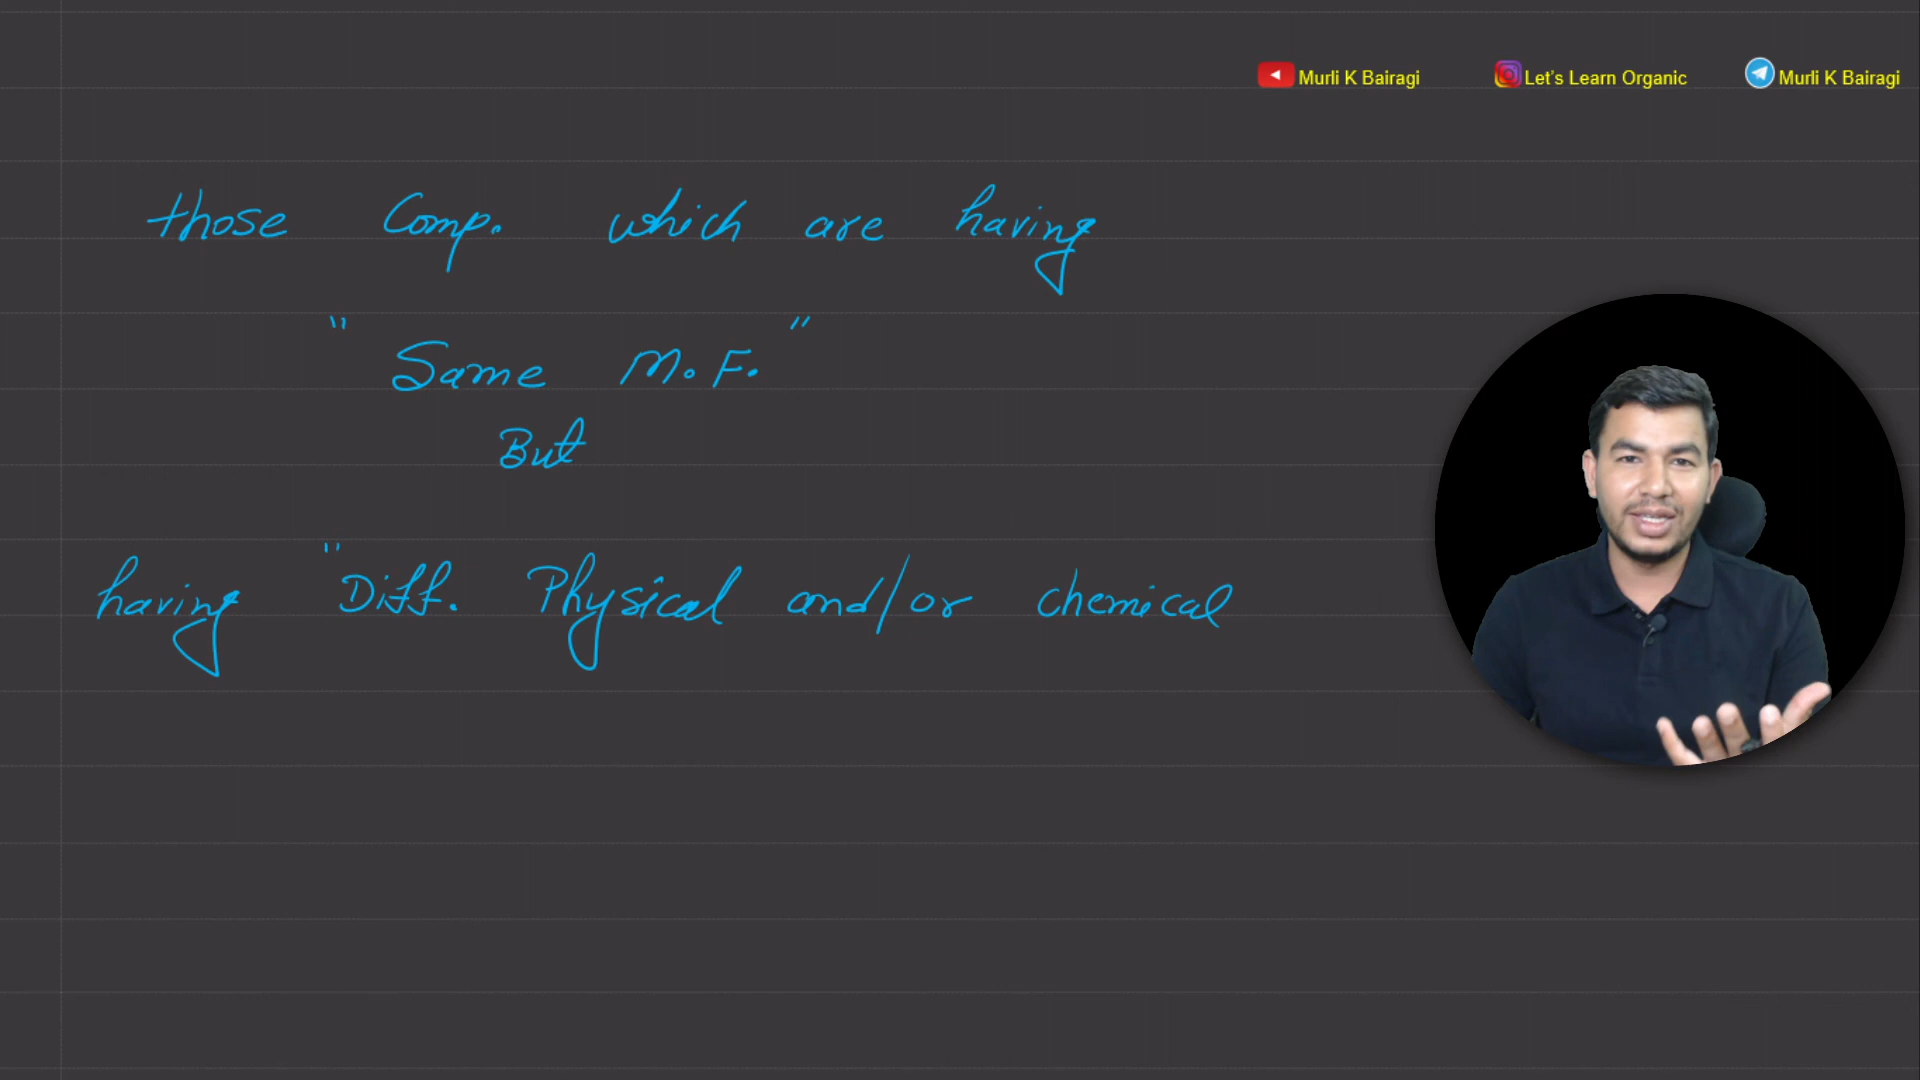 Murli K Bairagi Let's Learn Organic Murli K Bairagi
those Comp. which are having
"Same M.F."
But
having "Diff. Physical and/or chemical